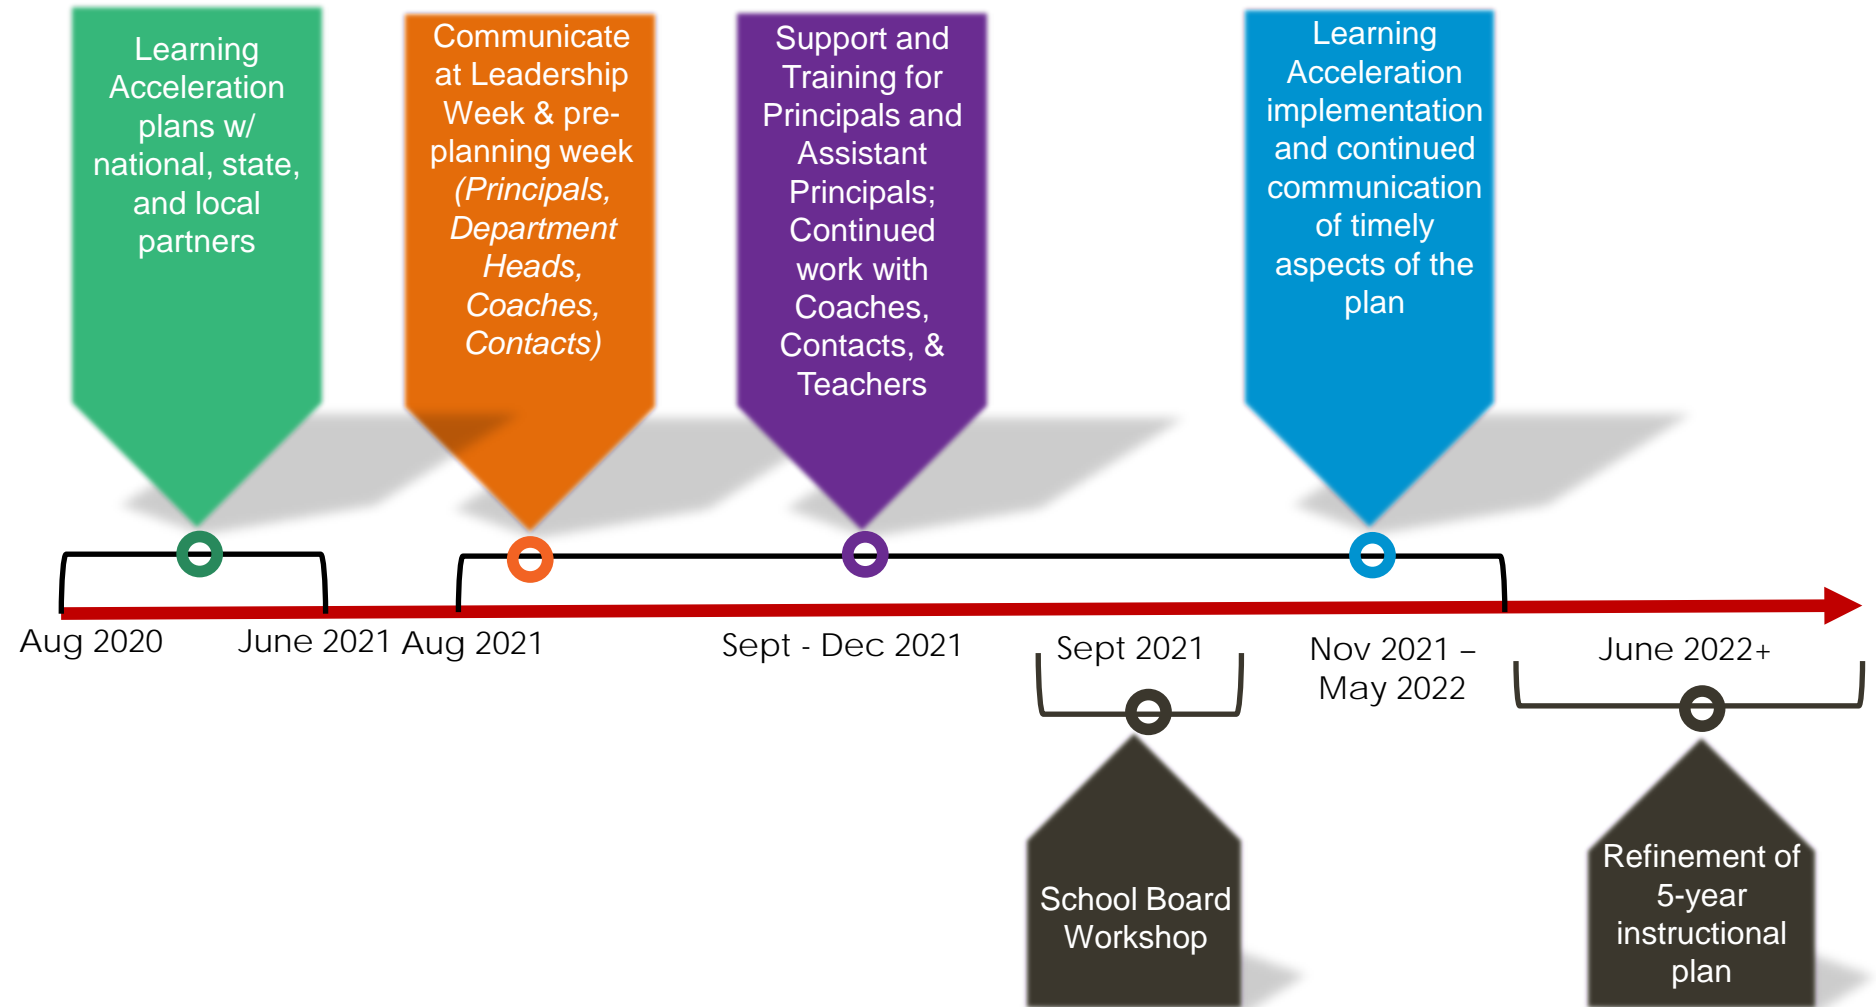 Learning
Acceleration
plans w/
national, state,
and local
partners
Communicate
at Leadership
Week & pre-
planning week
(Principals,
Department
Heads,
Coaches,
Contacts)
Support and
Training for
Principals and
Assistant
Principals;
Continued
work with
Coaches,
Contacts, &
Teachers
Learning
Acceleration
implementation
and continued
communication
of timely
aspects of the
plan
Aug 2020
June 2021
Aug 2021
Sept - Dec 2021
Sept 2021
Nov 2021 –
May 2022
June 2022+
School Board
Workshop
Refinement of
5-year
instructional
plan